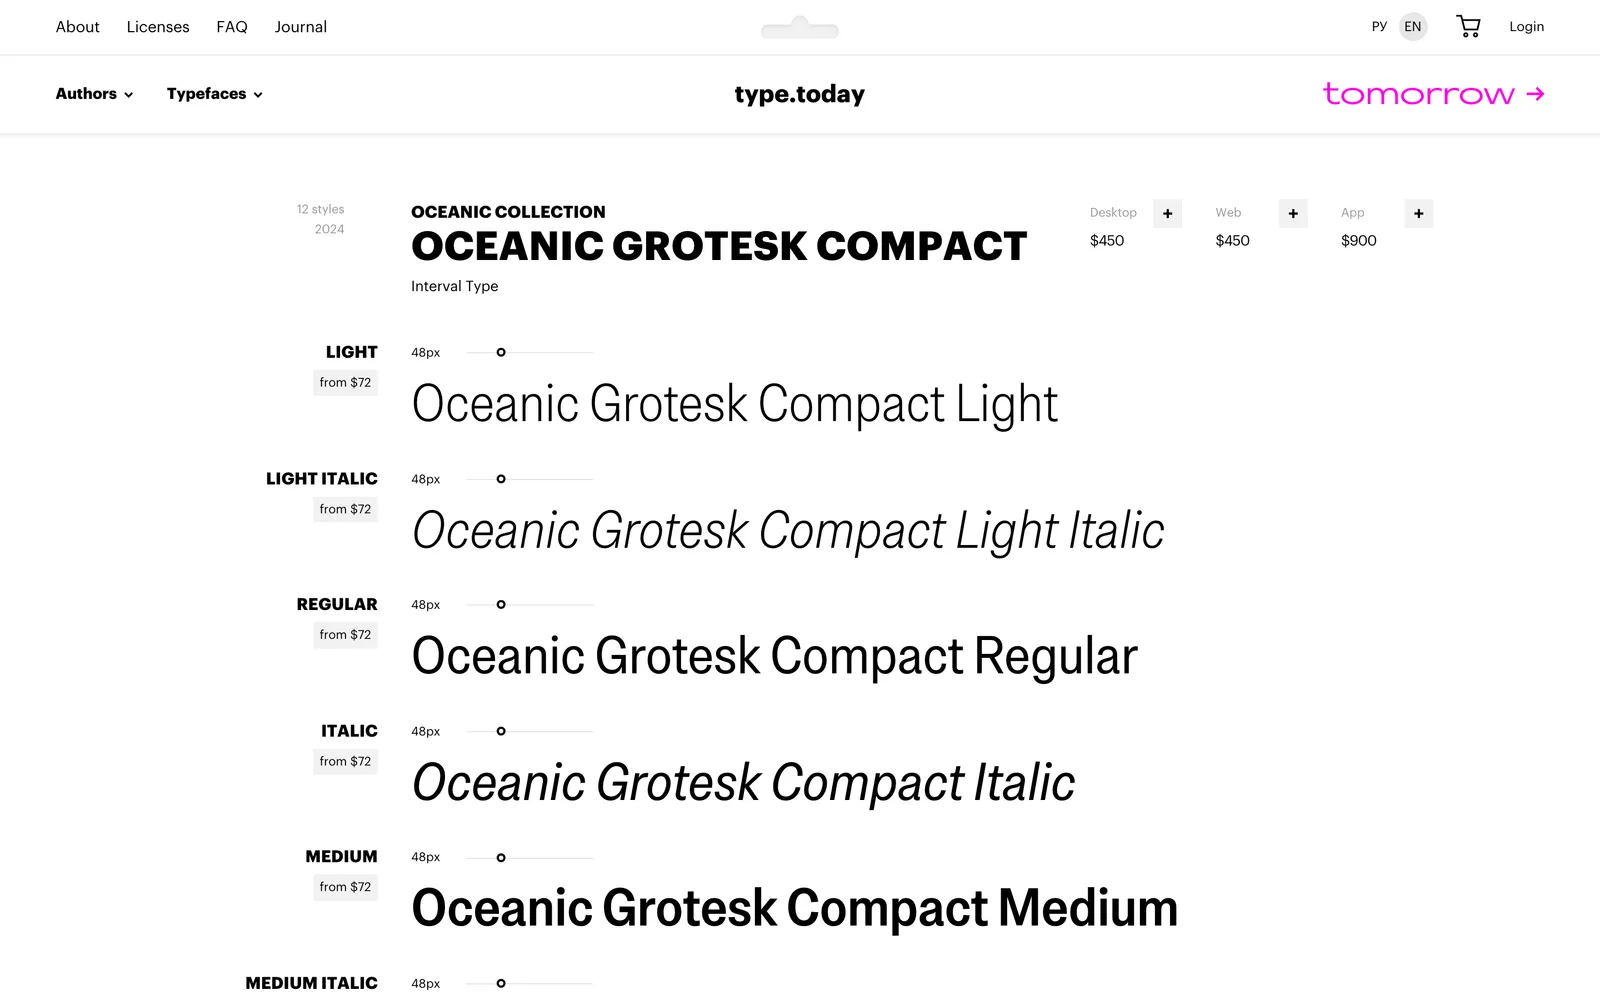 About Licenses FAQ Journal
РУ EN Login
Authors Typefaces
type.today
tomorrow →
12 styles
2024
OCEANIC COLLECTION
OCEANIC GROTESK COMPACT
Interval Type
Desktop + Web + App +
$450 $450 $900
LIGHT 48px
from $72
Oceanic Grotesk Compact Light
LIGHT ITALIC 48px
from $72
Oceanic Grotesk Compact Light Italic
REGULAR 48px
from $72
Oceanic Grotesk Compact Regular
ITALIC 48px
from $72
Oceanic Grotesk Compact Italic
MEDIUM 48px
from $72
Oceanic Grotesk Compact Medium
MEDIUM ITALIC 48px